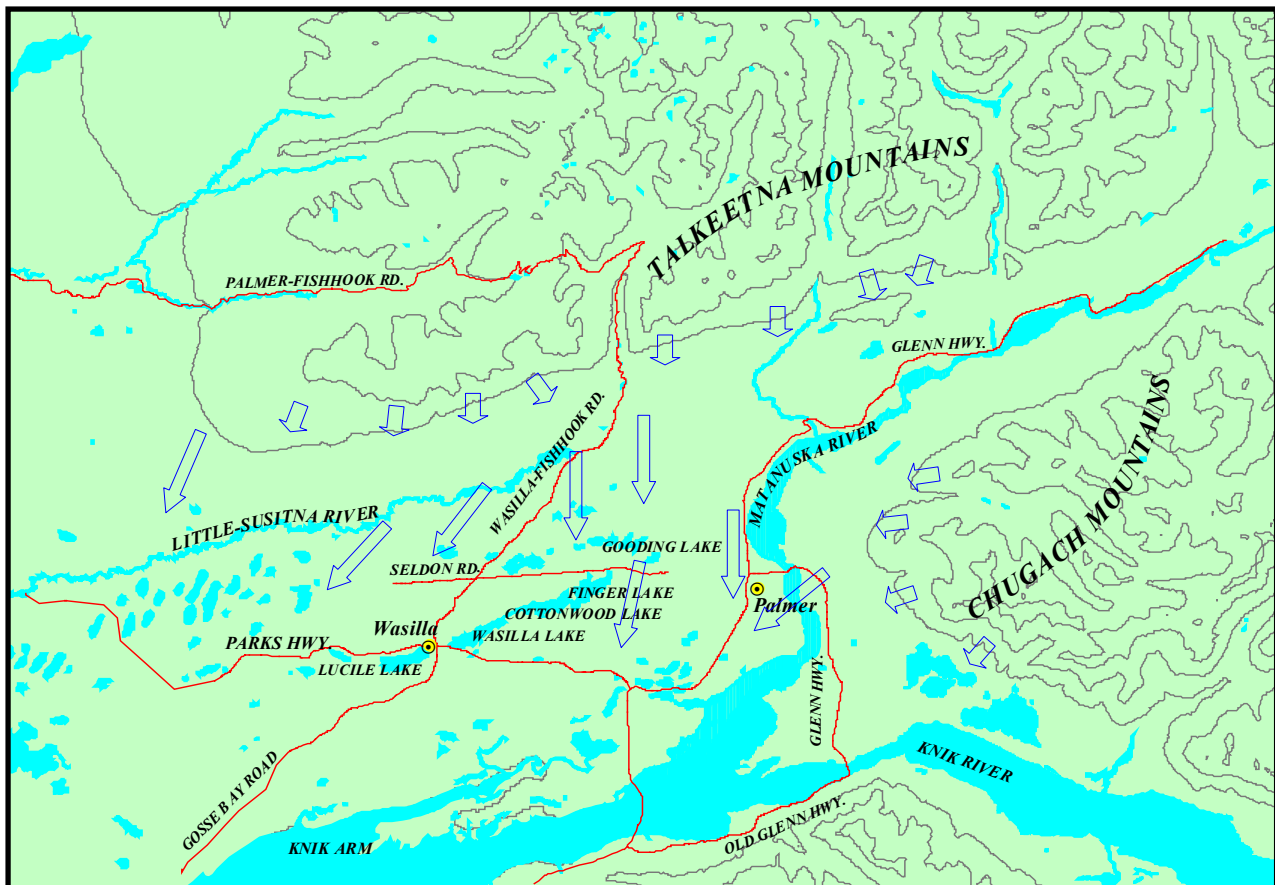 TALKEETNA MOUNTAINS
PALMER-FISHHOOK RD.
GLENN HWY.
CHUGACH MOUNTAINS
WASILLA-FISHHOOK RD.
MATANUSKA RIVER
LITTLE-SUSITNA RIVER
GOODING LAKE
SELDON RD.
FINGER LAKE
Palmer
COTTONWOOD LAKE
Wasilla
WASILLA LAKE
PARKS HWY.
LUCILE LAKE
GLENN HWY.
KNIK RIVER
GOSSE BAY ROAD
OLD GLENN HWY.
KNIK ARM